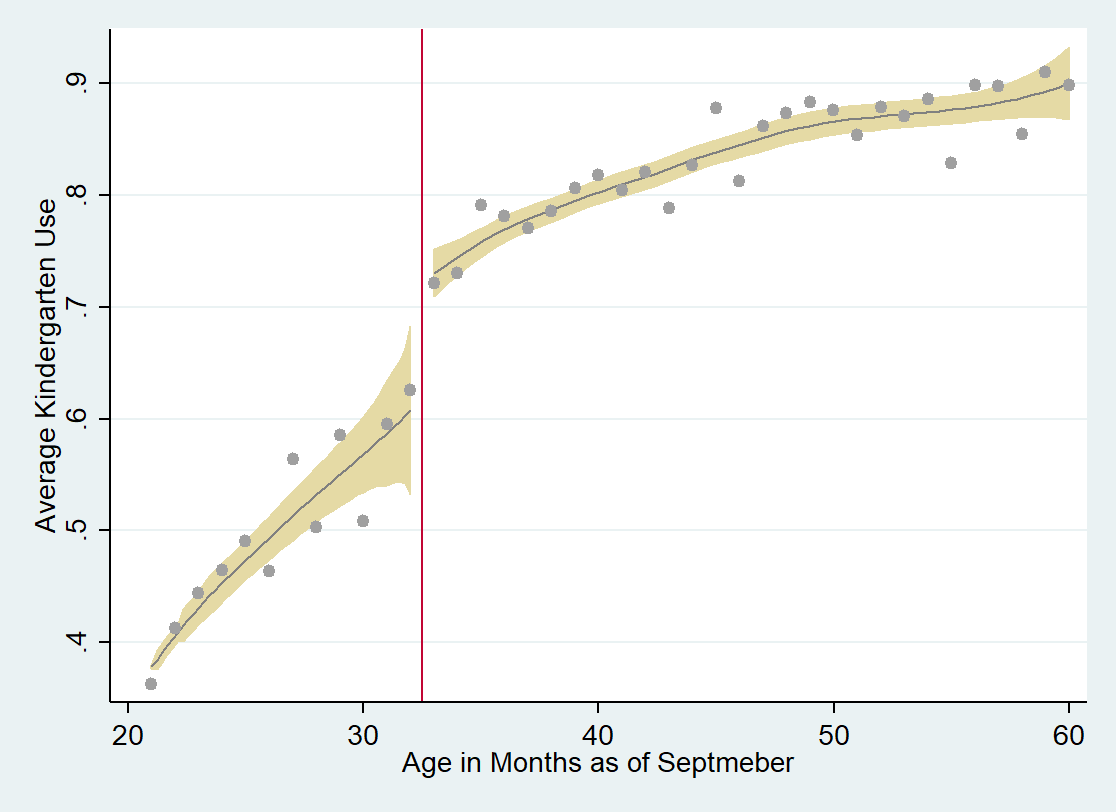 Average Kindergarten Use
.9
.8
.7
.6
.5
.4
20 30 40 50 60
Age in Months as of Septmeber